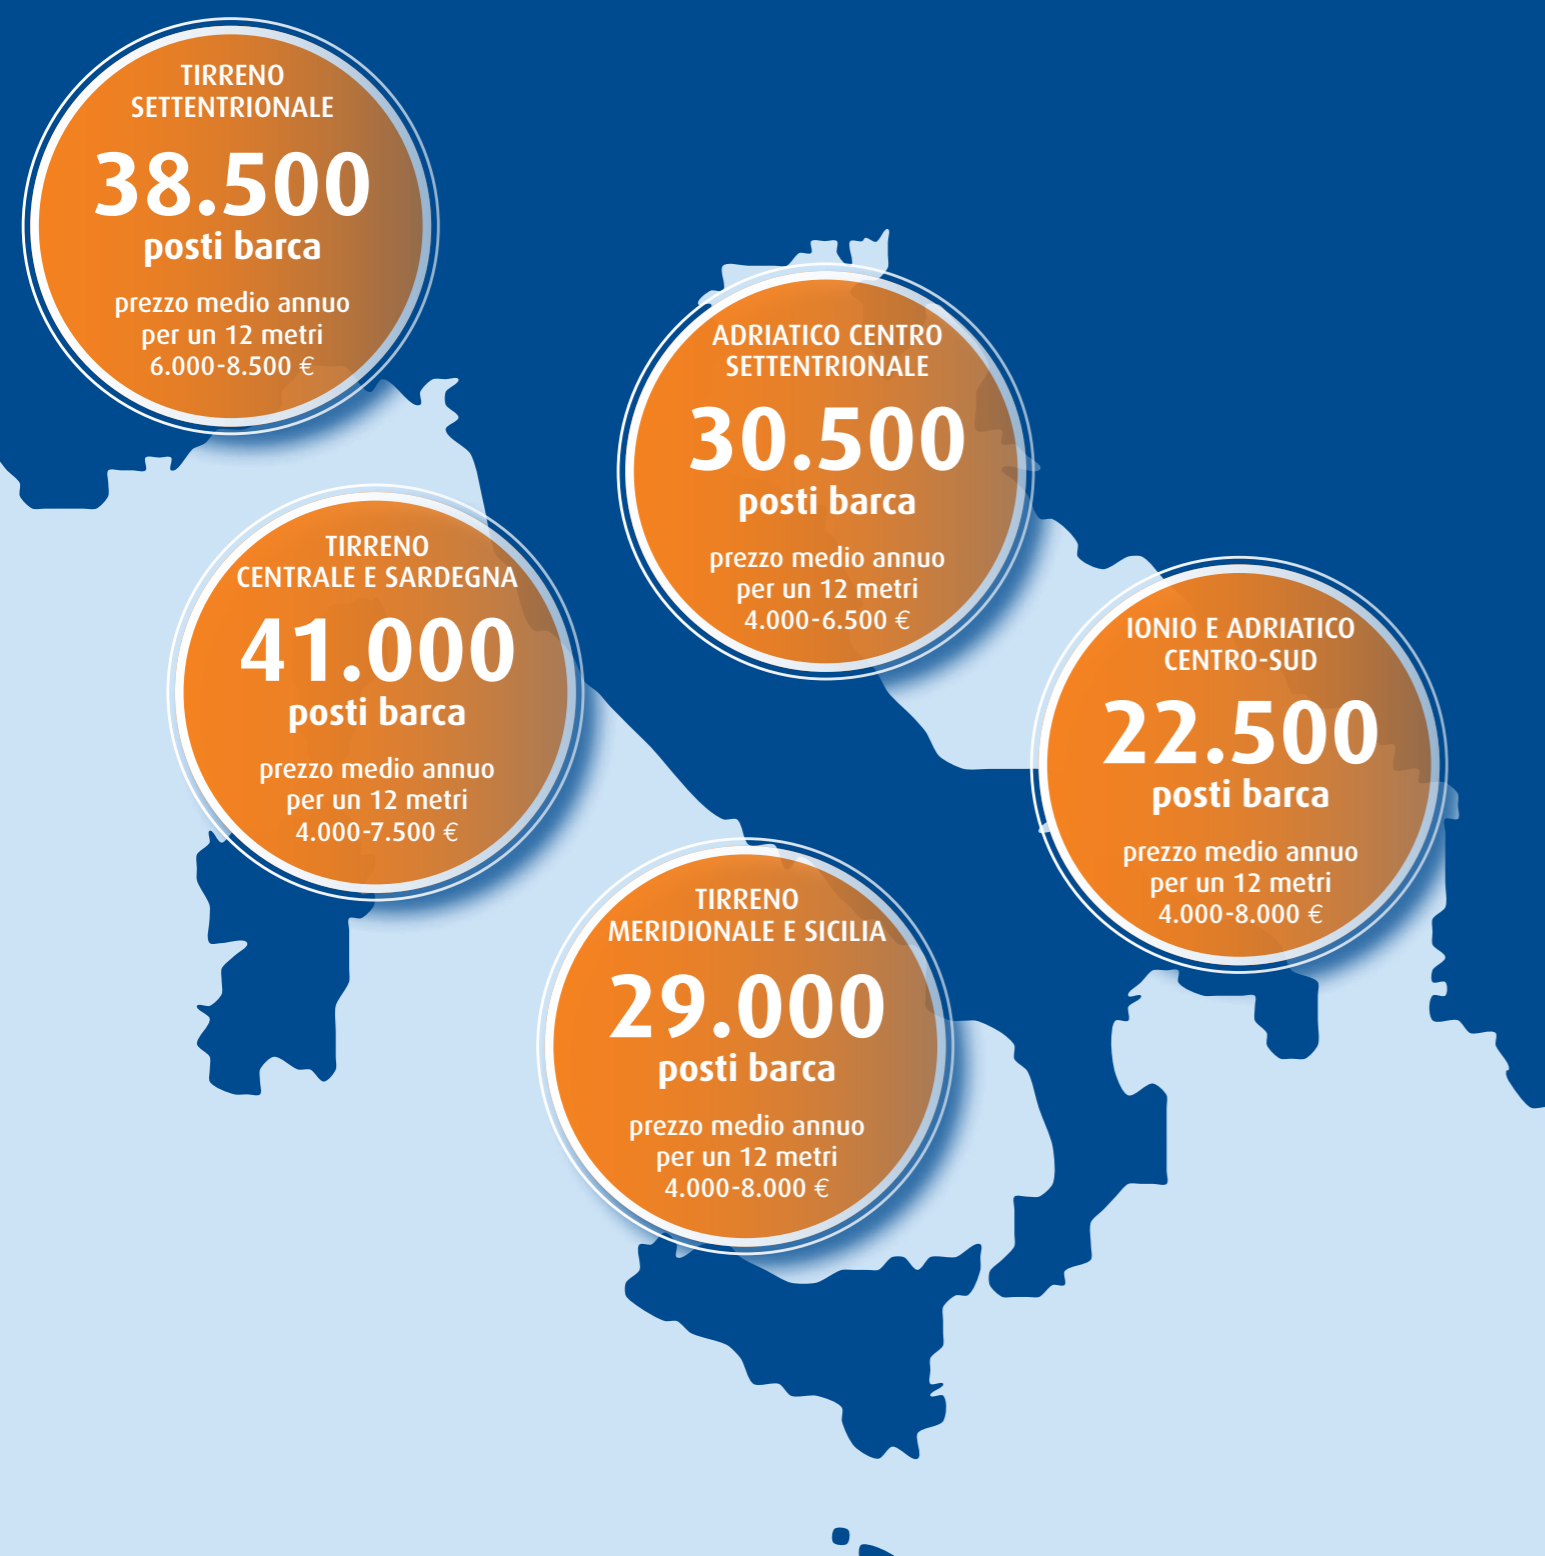 TIRRENO
SETTENTRIONALE
38.500
posti barca
prezzo medio annuo
per un 12 metri
6.000-8.500 €
ADRIATICO CENTRO
SETTENTRIONALE
30.500
posti barca
prezzo medio annuo
per un 12 metri
4.000-6.500 €
TIRRENO
CENTRALE E SARDEGNA
41.000
posti barca
prezzo medio annuo
per un 12 metri
4.000-7.500 €
IONIO E ADRIATICO
CENTRO-SUD
22.500
posti barca
prezzo medio annuo
per un 12 metri
4.000-8.000 €
TIRRENO
MERIDIONALE E SICILIA
29.000
posti barca
prezzo medio annuo
per un 12 metri
4.000-8.000 €